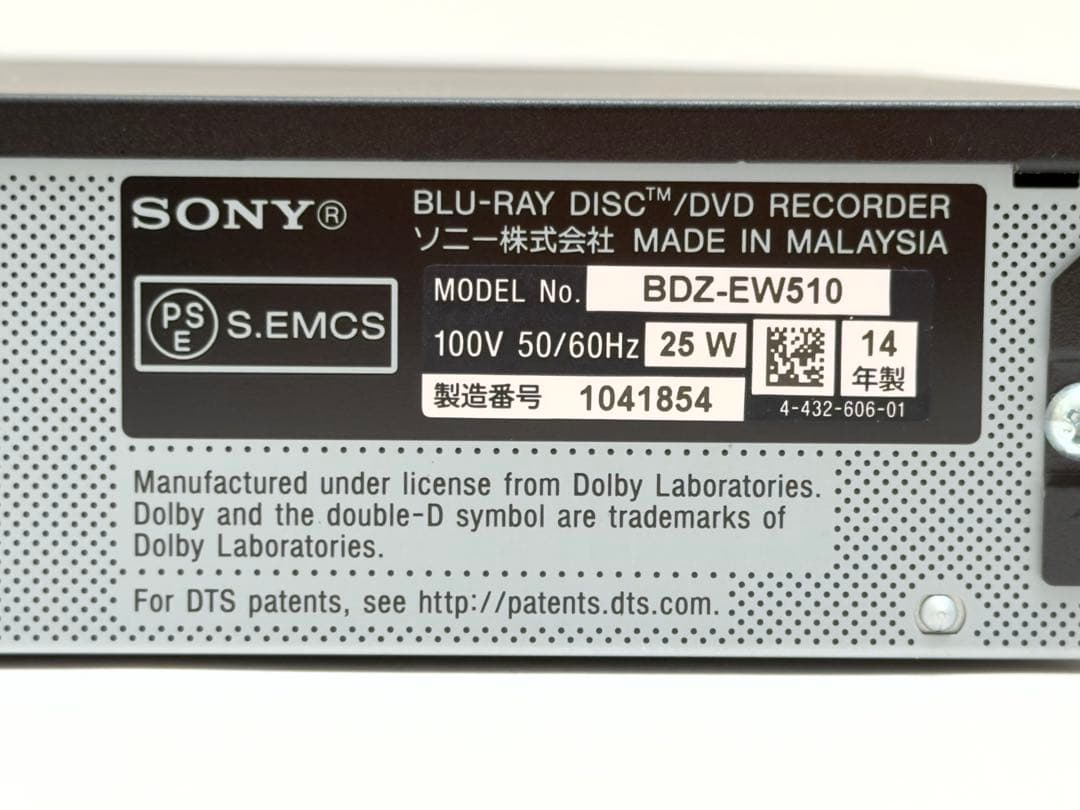 SONY®
BLU-RAY DISC™/DVD RECORDER
ソニー株式会社 MADE IN MALAYSIA
PSE S.EMCS
MODEL No. BDZ-EW510
100V 50/60Hz 25 W
14年製
製造番号 1041854
4-432-606-01
Manufactured under license from Dolby Laboratories.
Dolby and the double-D symbol are trademarks of
Dolby Laboratories.
For DTS patents, see http://patents.dts.com.